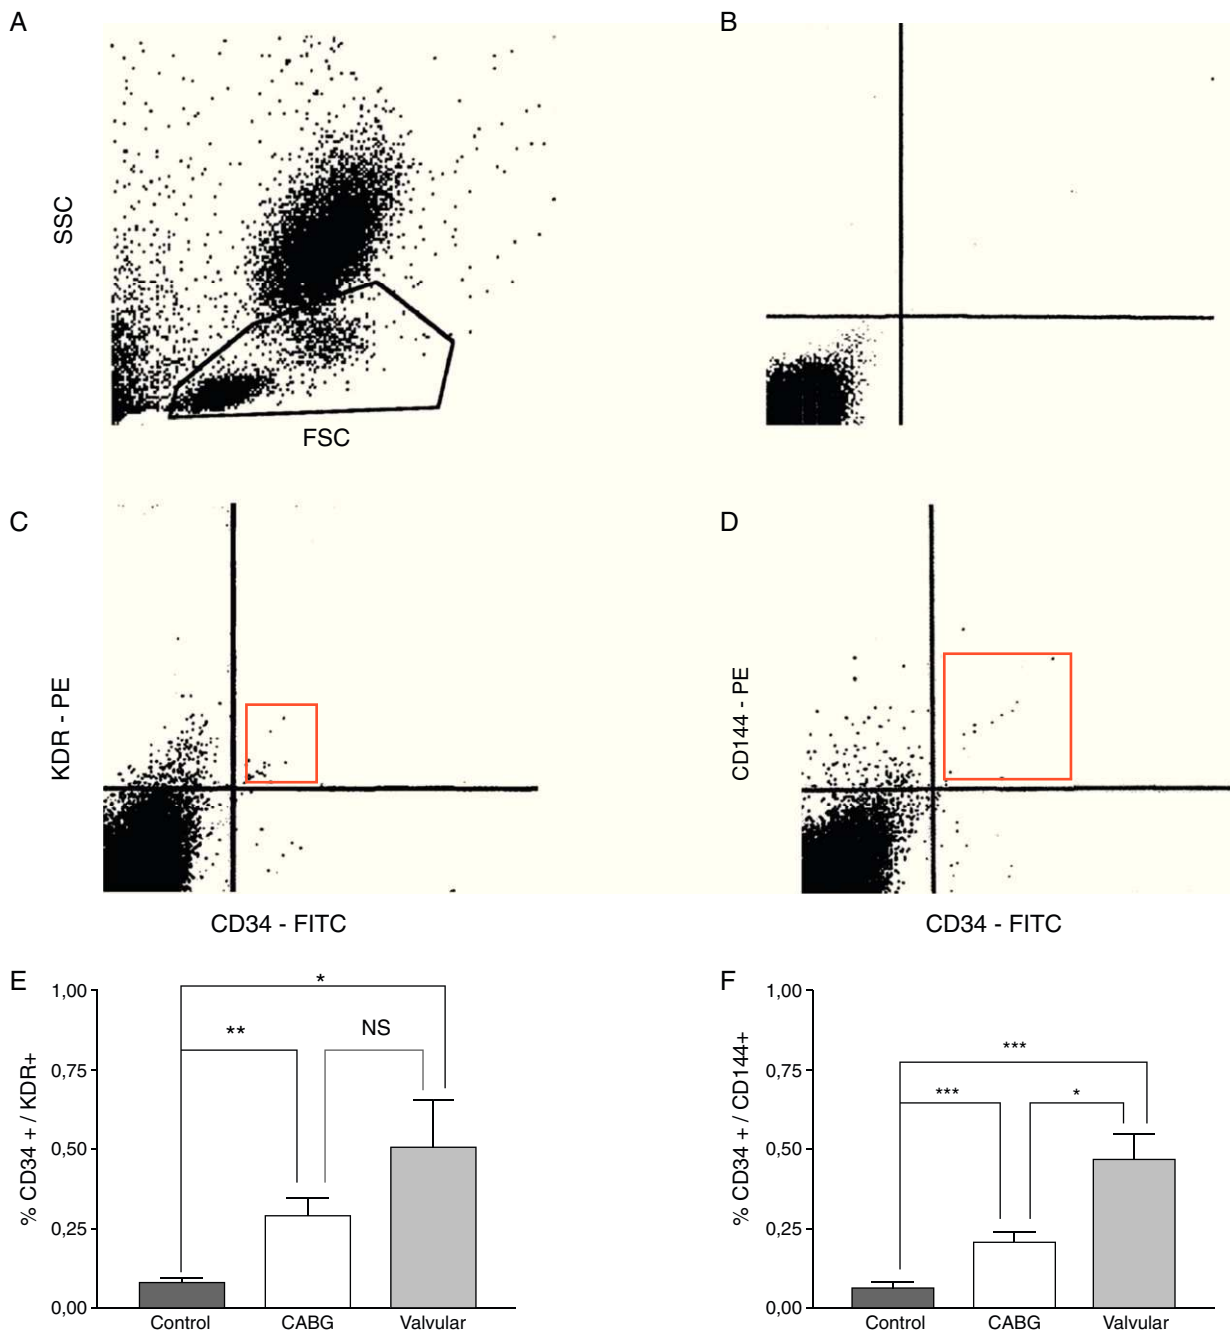 A
B
SSC
FSC
C
D
KDR - PE
CD144 - PE
CD34 - FITC
CD34 - FITC
E
F
% CD34 + / KDR+
1,00
0,75
0,50
0,25
0,00
*
**
NS
Control
CABG
Valvular
% CD34 + / CD144+
1,00
0,75
0,50
0,25
0,00
***
***
*
Control
CABG
Valvular